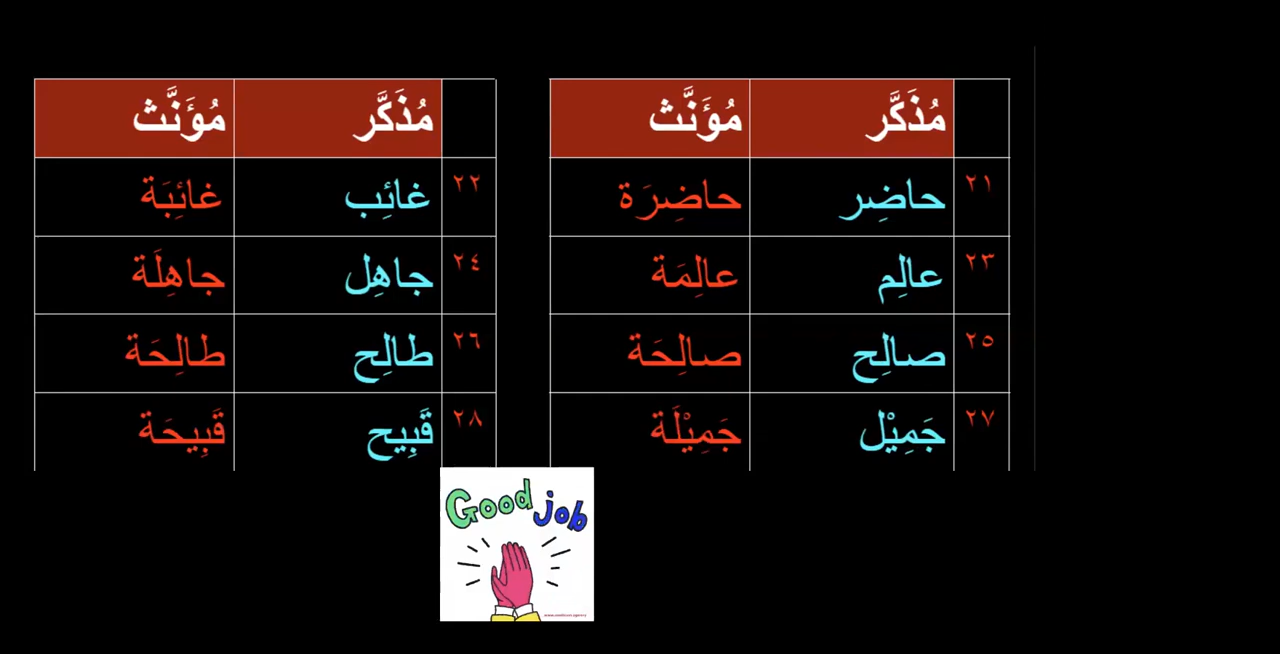 مُذَكَّر مُؤَنَّث
٢١ حاضِر حاضِرَة
٢٣ عالِم عالِمَة
٢٥ صالِح صالِحَة
٢٧ جَمِيْل جَمِيْلَة
مُذَكَّر مُؤَنَّث
٢٢ غائِب غائِبَة
٢٤ جاهِل جاهِلَة
٢٦ طالِح طالِحَة
٢٨ قَبِيح قَبِيحَة
Good job